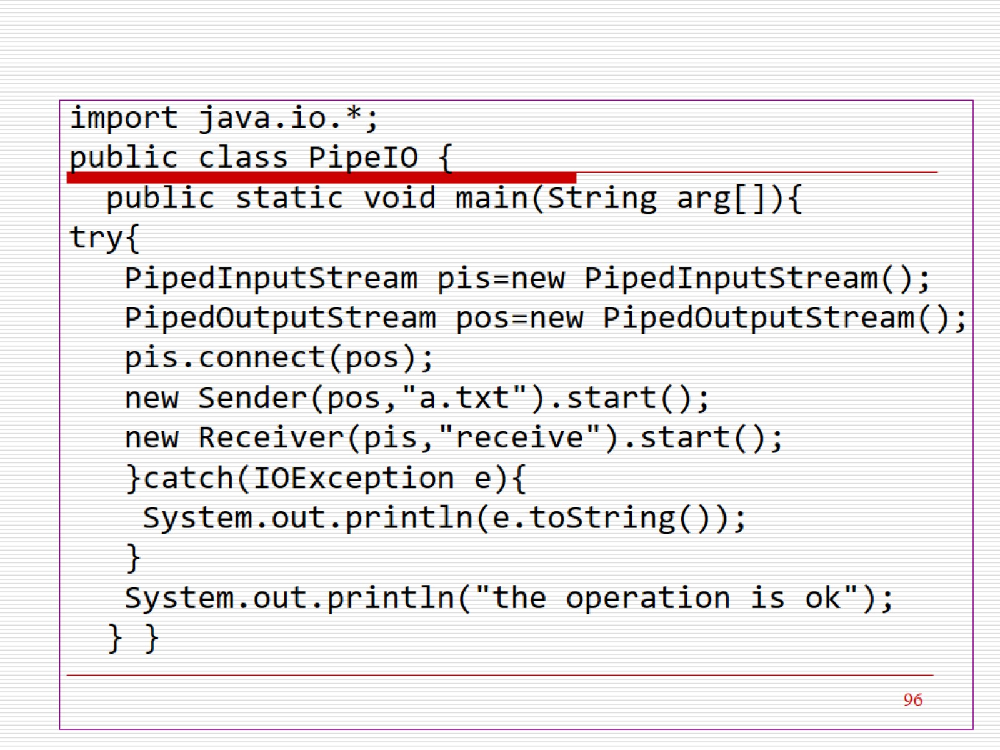 import java.io.*;
public class PipeIO {
  public static void main(String arg[]){
try{
   PipedInputStream pis=new PipedInputStream();
   PipedOutputStream pos=new PipedOutputStream();
   pis.connect(pos);
   new Sender(pos,"a.txt").start();
   new Receiver(pis,"receive").start();
   }catch(IOException e){
    System.out.println(e.toString());
   }
   System.out.println("the operation is ok");
  } }
96